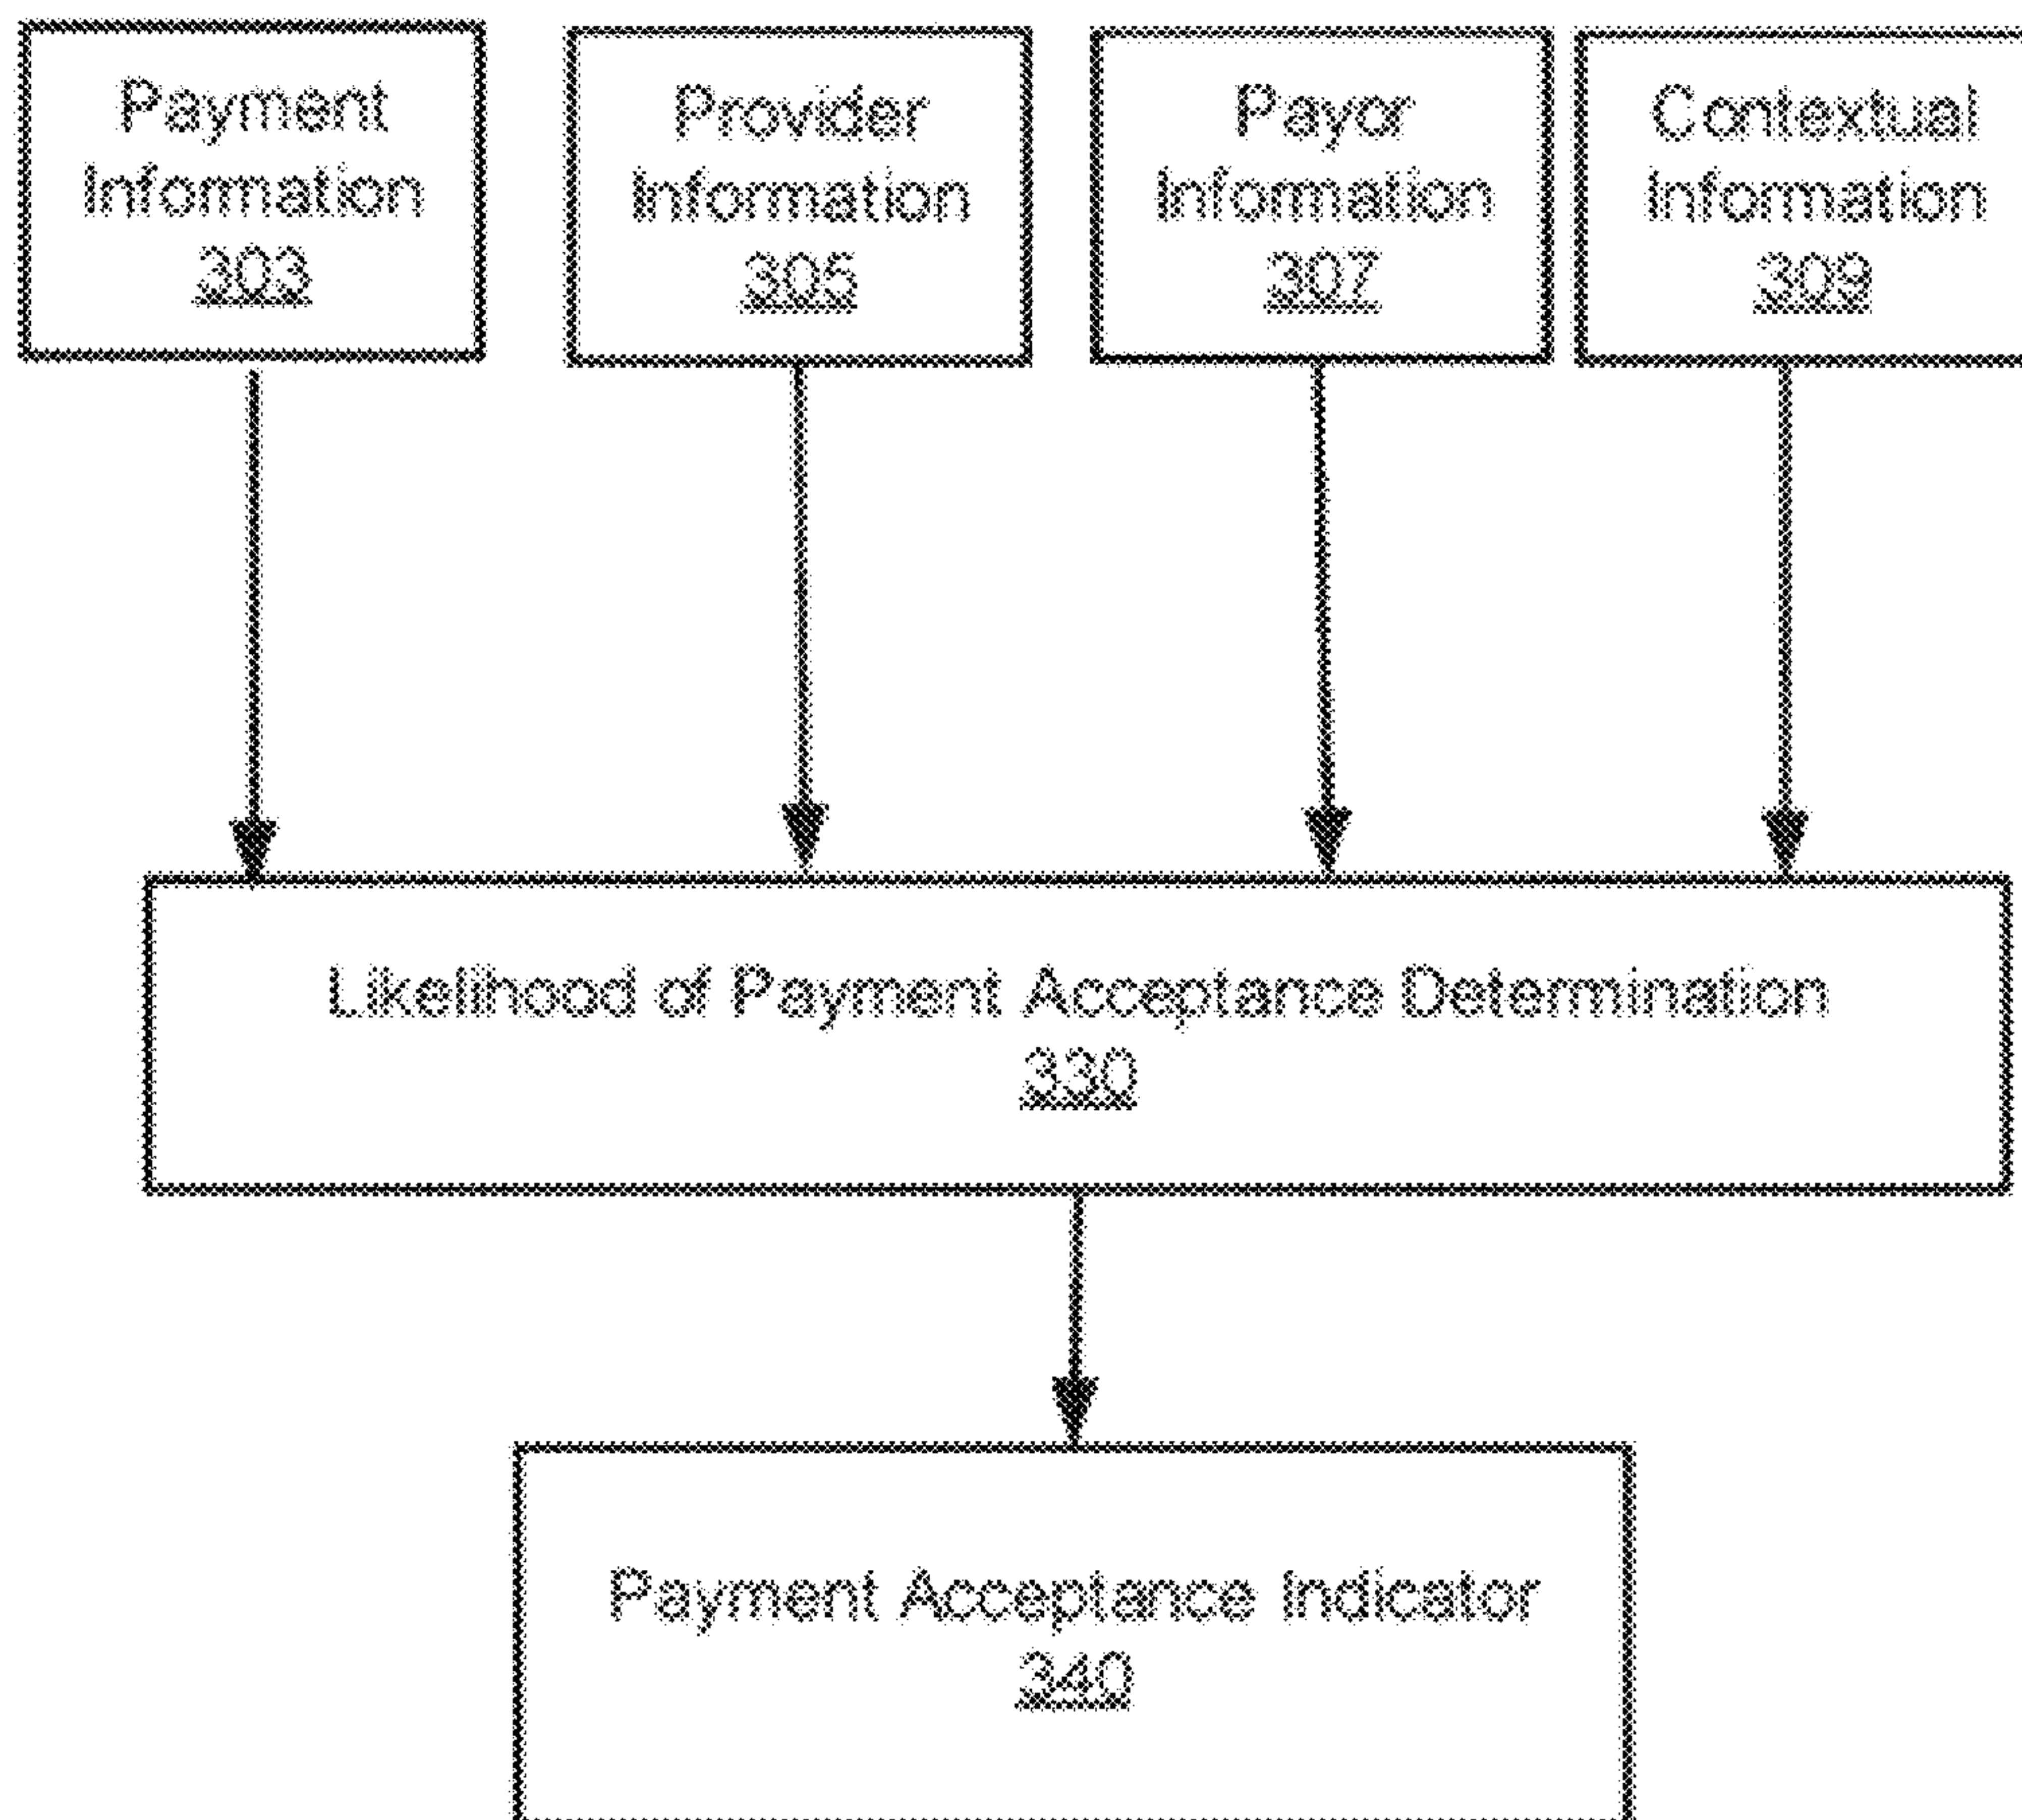 Payment
Information
303
Provider
Information
305
Payor
Information
307
Contextual
Information
309
Likelihood of Payment Acceptance Determination
330
Payment Acceptance Indicator
340